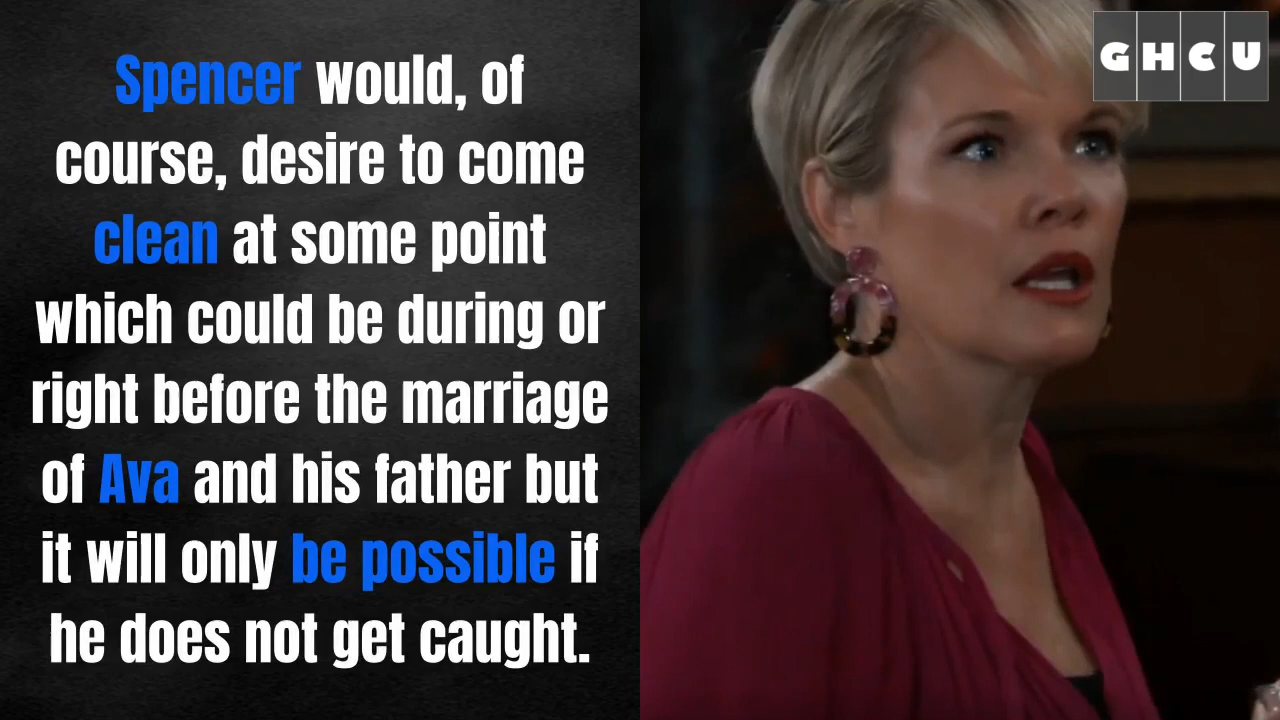 Spencer would, of
course, desire to come
clean at some point
which could be during or
right before the marriage
of Ava and his father but
it will only be possible if
he does not get caught.
GHCU